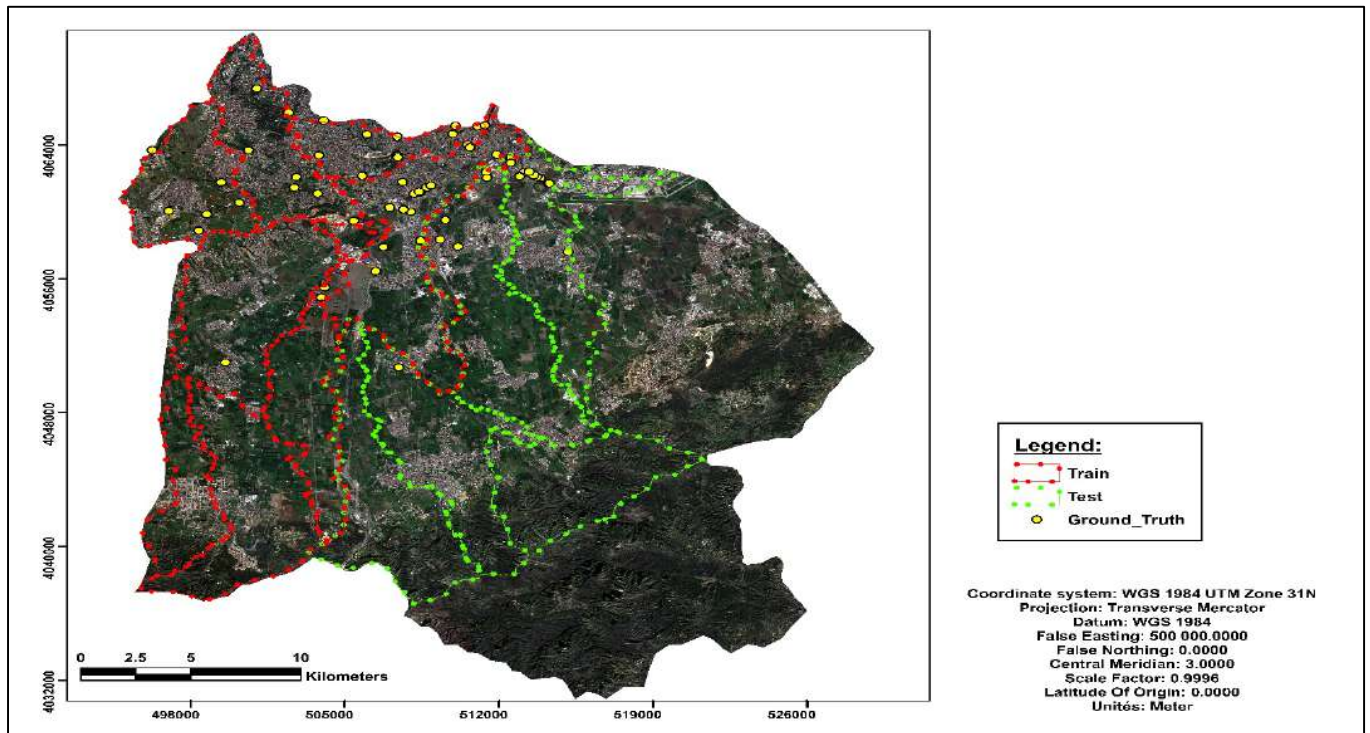 4064000
4056000
4048000
4040000
4032000
498000 505000 512000 519000 526000
0 2.5 5 10
Kilometers
Legend:
Train
Test
Ground_Truth
Coordinate system: WGS 1984 UTM Zone 31N
Projection: Transverse Mercator
Datum: WGS 1984
False Easting: 500 000.0000
False Northing: 0.0000
Central Meridian: 3.0000
Scale Factor: 0.9996
Latitude Of Origin: 0.0000
Unités: Meter